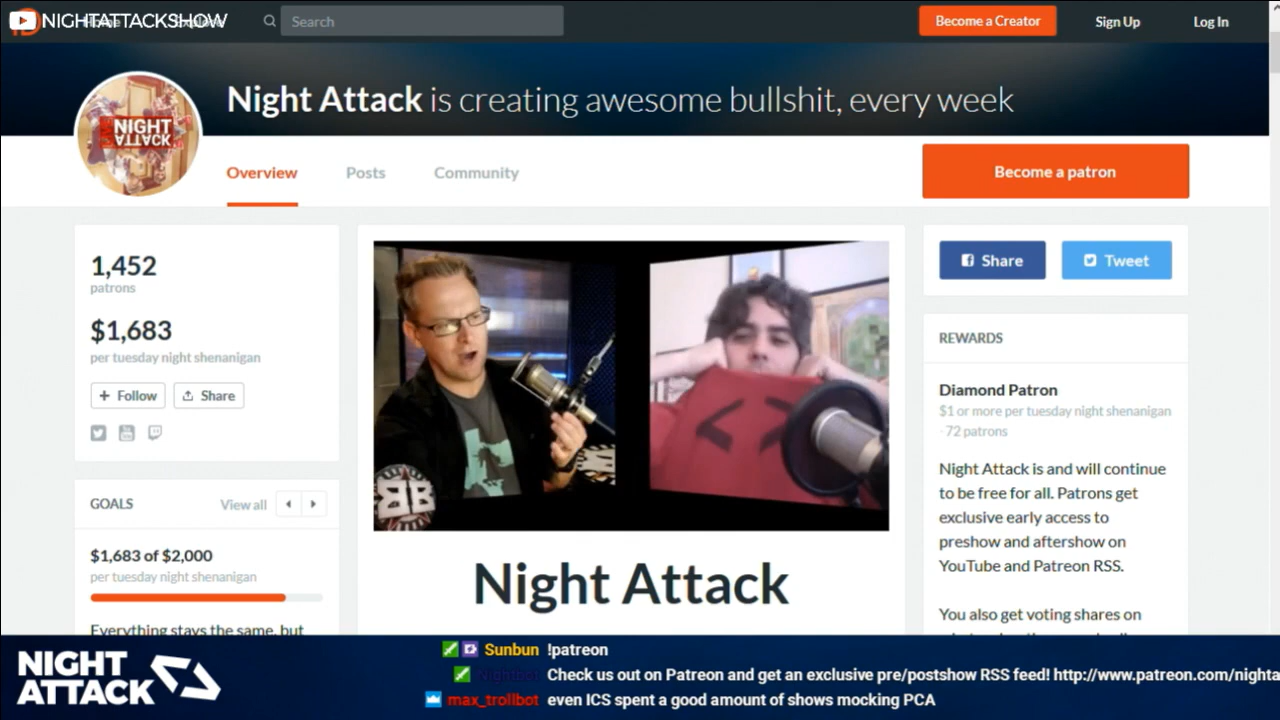 NIGHTATTACKSHOW
Search
Become a Creator
Sign Up
Log In
Night Attack is creating awesome bullshit, every week
NIGHT
ATTACK
Overview
Posts
Community
Become a patron
1,452
patrons
$1,683
per tuesday night shenanigan
+ Follow
Share
GOALS
View all
$1,683 of $2,000
per tuesday night shenanigan
Everything stays the same, but
BB
Night Attack
Share
Tweet
REWARDS
Diamond Patron
$1 or more per tuesday night shenanigan
· 72 patrons
Night Attack is and will continue
to be free for all. Patrons get
exclusive early access to
preshow and aftershow on
YouTube and Patreon RSS.
You also get voting shares on
NIGHT
ATTACK
Sunbun !patreon
Nightbot Check us out on Patreon and get an exclusive pre/postshow RSS feed! http://www.patreon.com/nighta
max_trollbot even ICS spent a good amount of shows mocking PCA